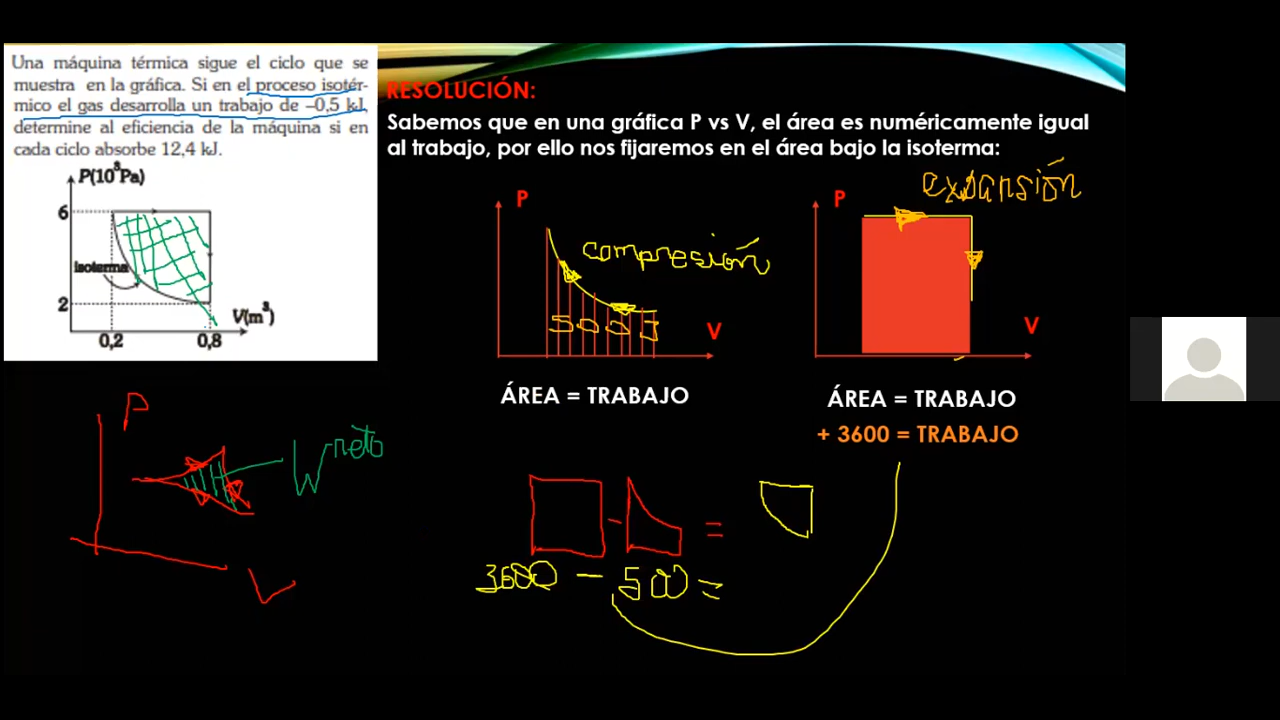 Una máquina térmica sigue el ciclo que se
muestra en la gráfica. Si en el proceso isotér-
mico el gas desarrolla un trabajo de –0,5 kJ,
determine al eficiencia de la máquina si en
cada ciclo absorbe 12,4 kJ.
P(10³Pa)
6
isoterma
2
V(m³)
0,2
0,8
RESOLUCIÓN:
Sabemos que en una gráfica P vs V, el área es numéricamente igual
al trabajo, por ello nos fijaremos en el área bajo la isoterma:
P
compresión
500J
V
ÁREA = TRABAJO
P
expansión
V
ÁREA = TRABAJO
+ 3600 = TRABAJO
P
W neto
V
- =
3600 - 500 =